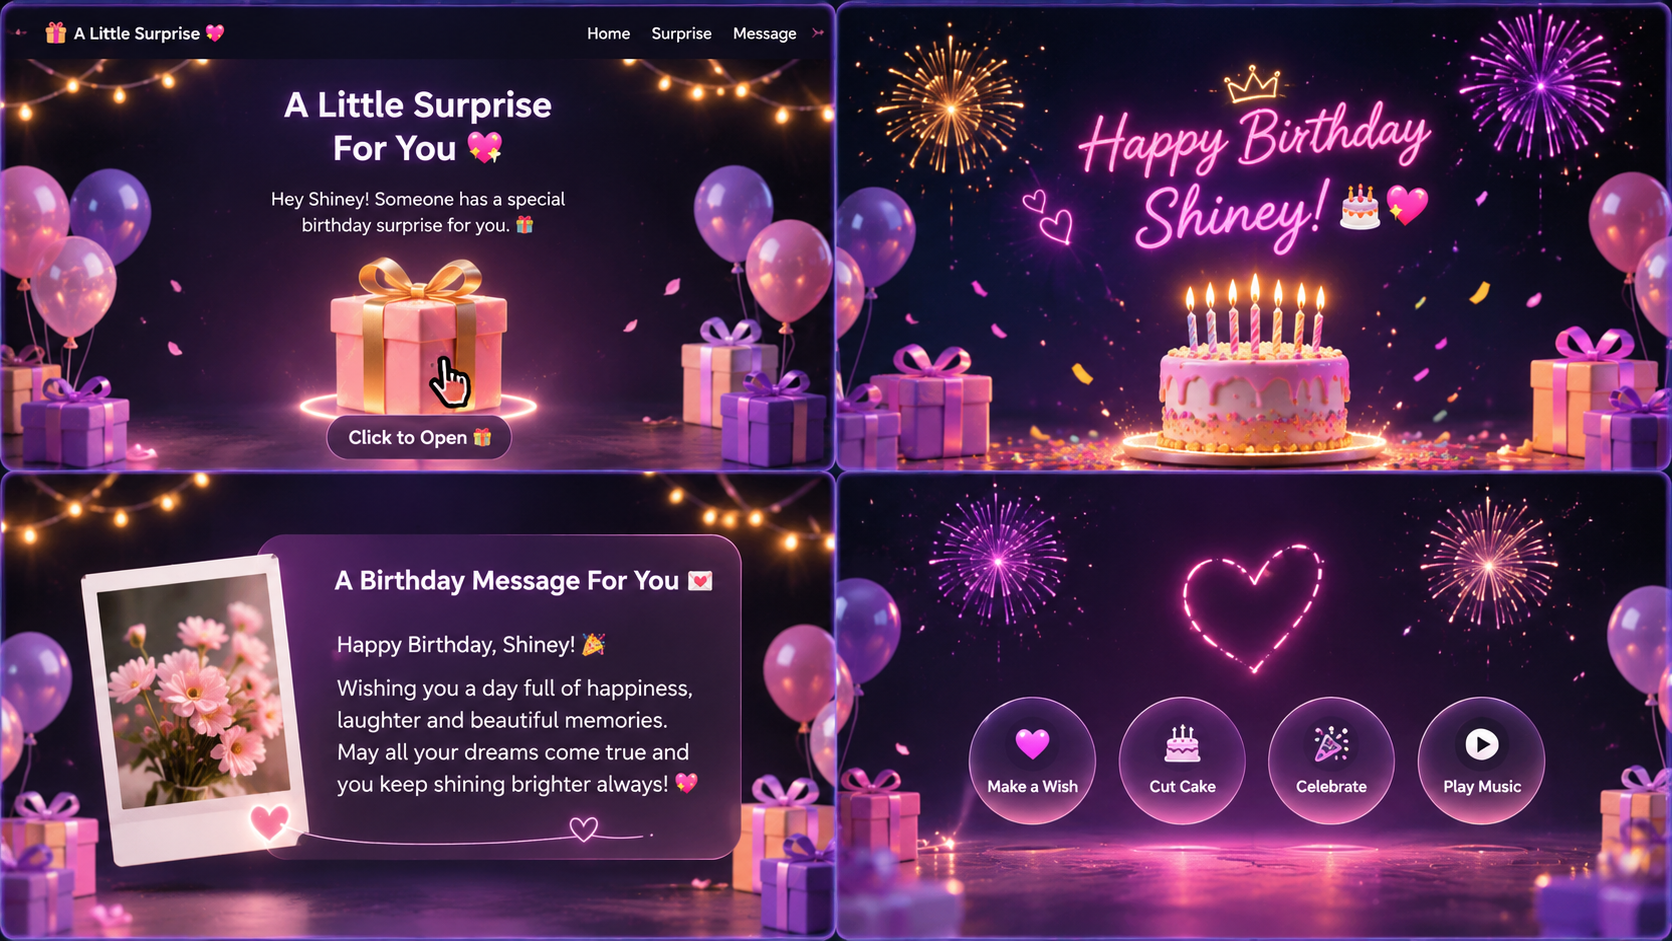 🎁 A Little Surprise 💖
Home Surprise Message
A Little Surprise
For You 💖
Hey Shiney! Someone has a special
birthday surprise for you. 🎁
Click to Open 🎁
Happy Birthday
Shiney! 🎂💖
A Birthday Message For You 💌
Happy Birthday, Shiney! 🎉
Wishing you a day full of happiness,
laughter and beautiful memories.
May all your dreams come true and
you keep shining brighter always! 💖
Make a Wish
Cut Cake
Celebrate
Play Music